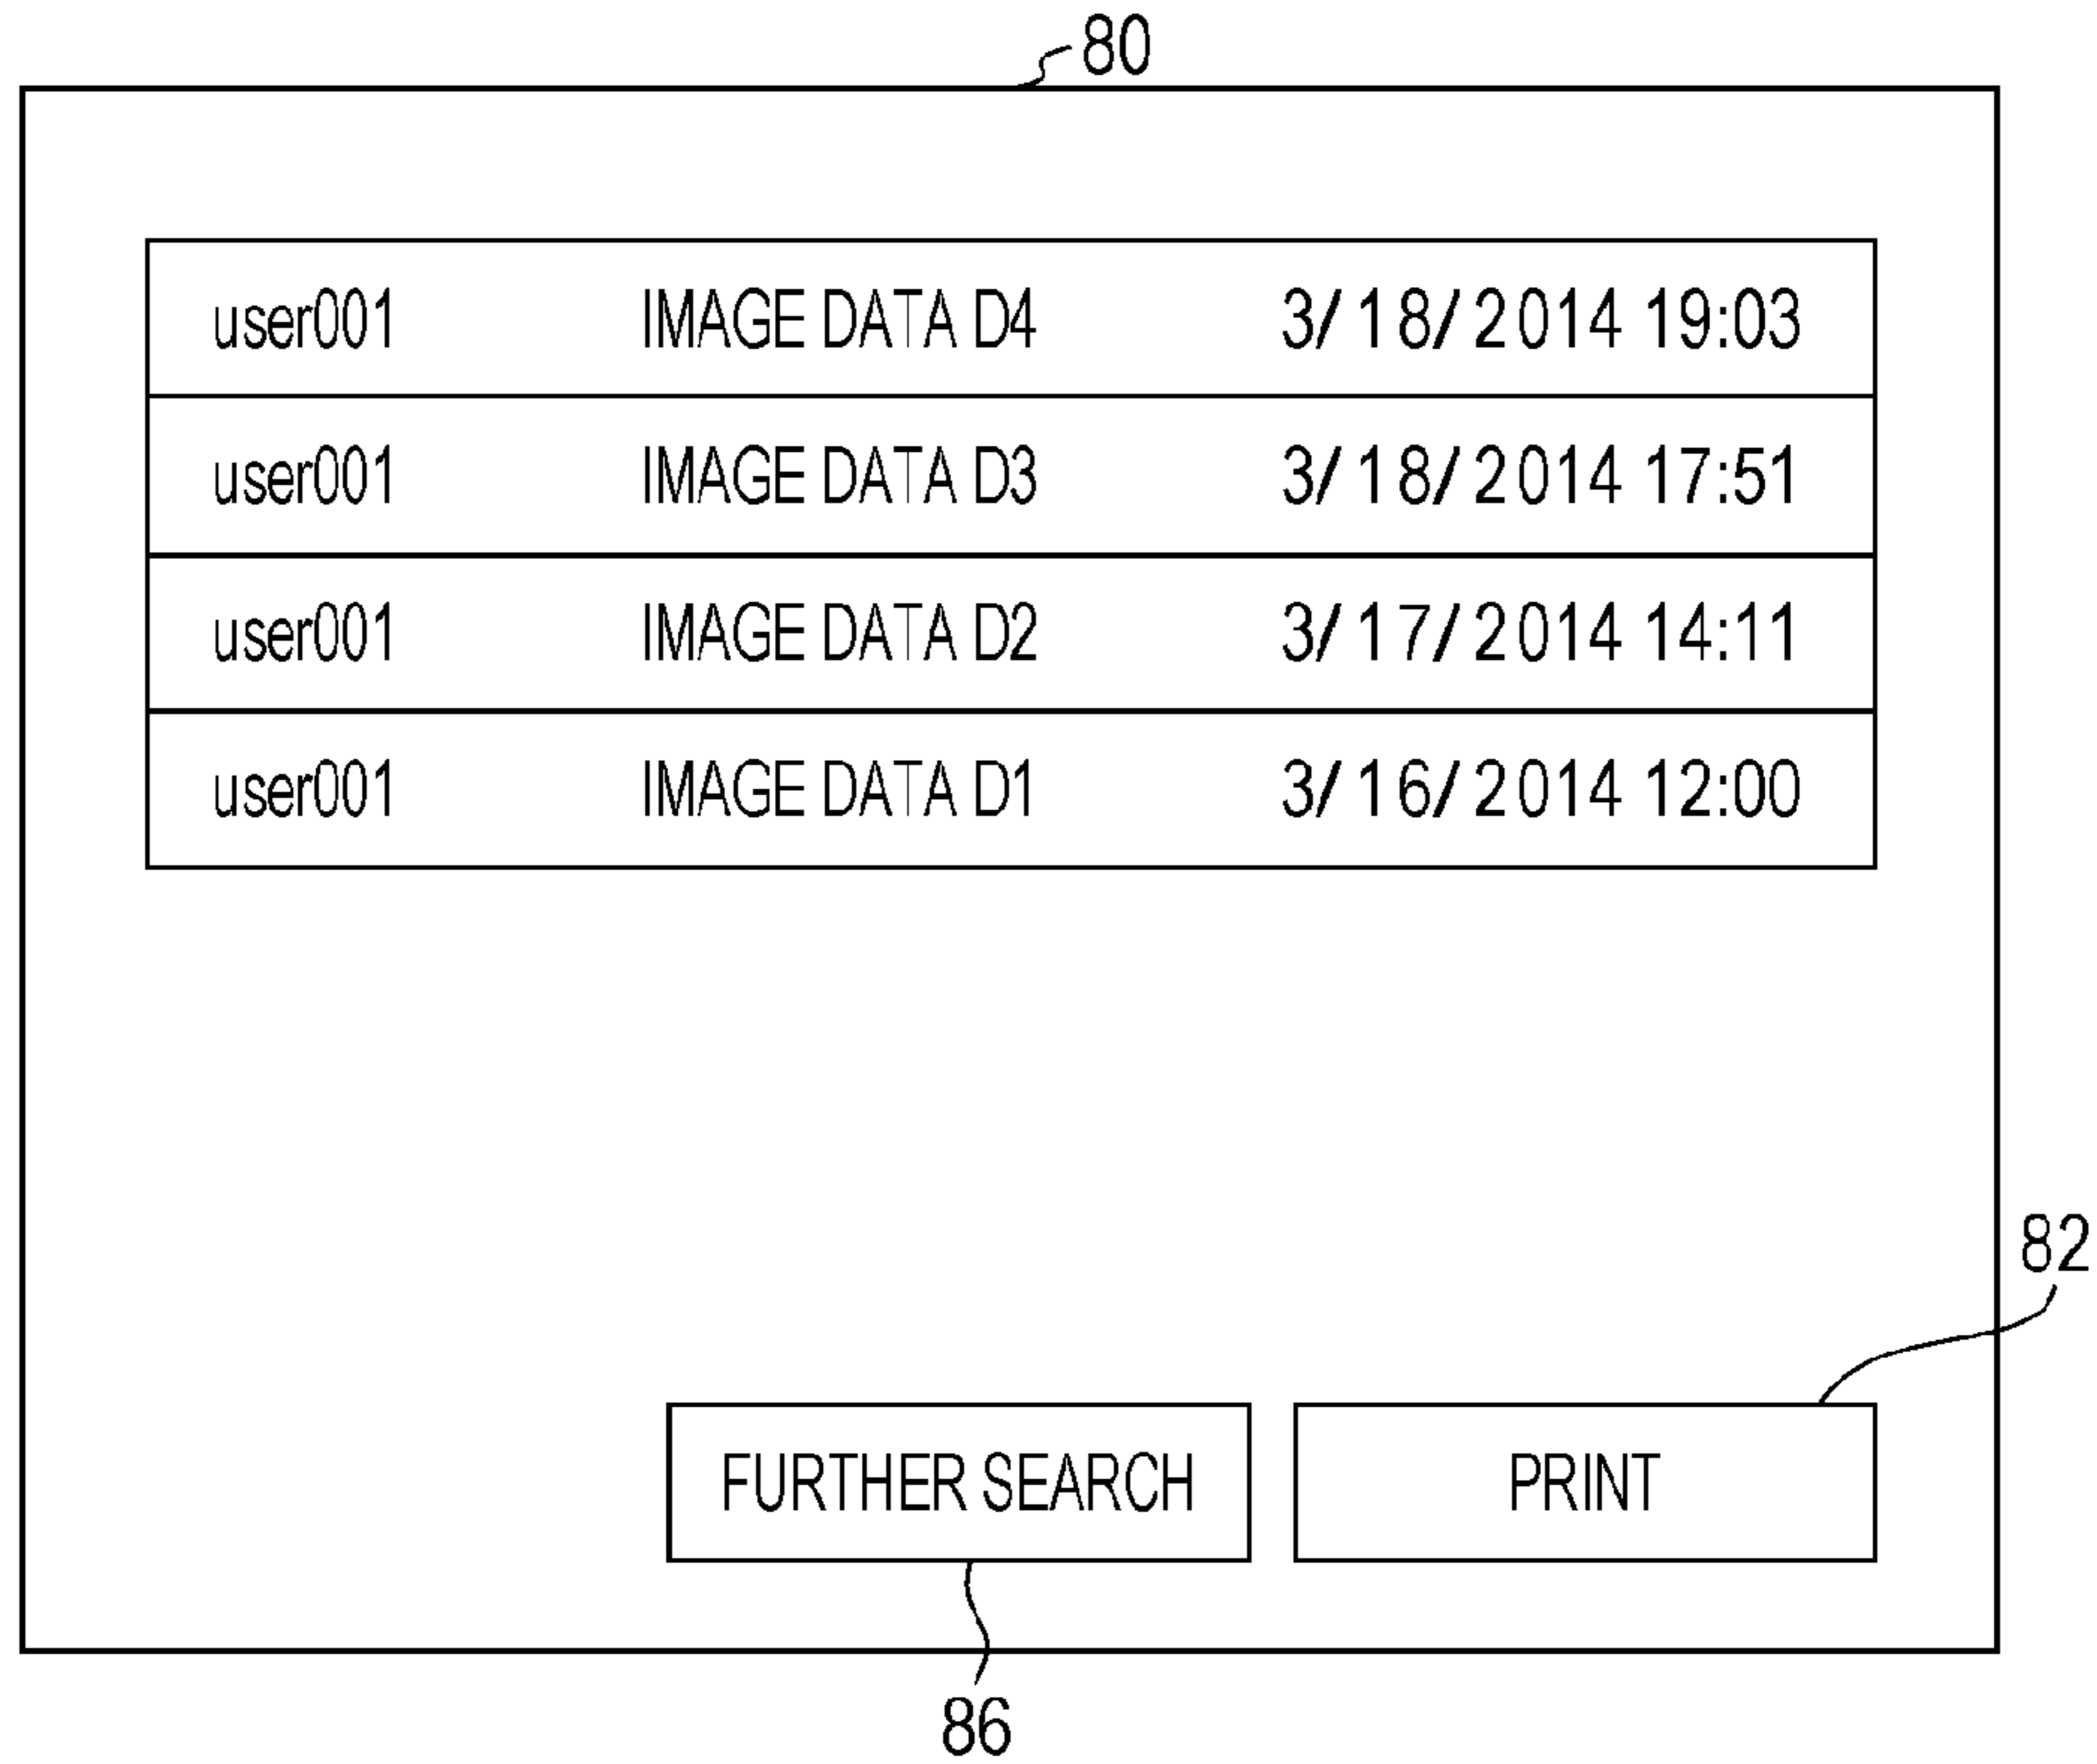 80
user001 IMAGE DATA D4 3/18/2014 19:03
user001 IMAGE DATA D3 3/18/2014 17:51
user001 IMAGE DATA D2 3/17/2014 14:11
user001 IMAGE DATA D1 3/16/2014 12:00
82
FURTHER SEARCH PRINT
86